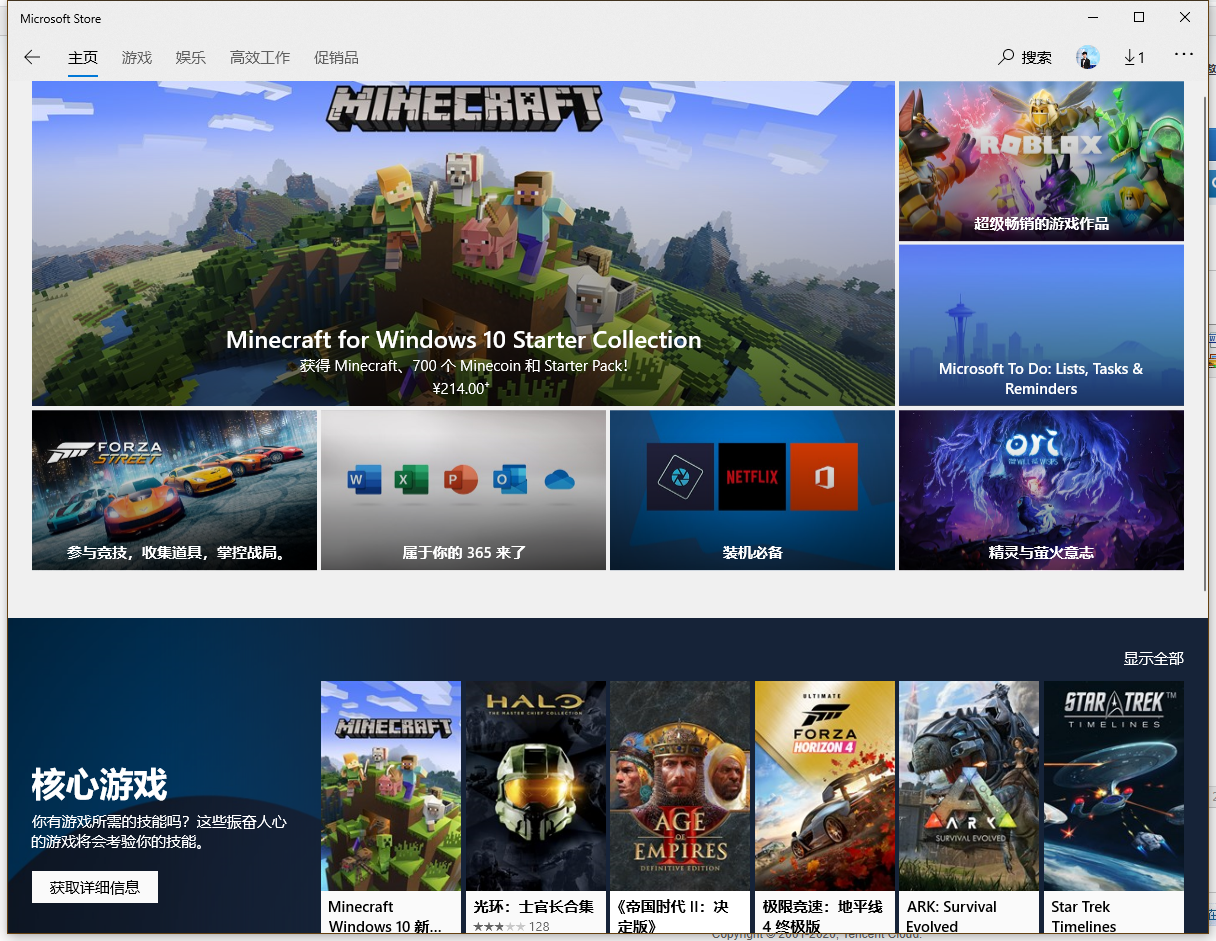 Microsoft Store
主页 游戏 娱乐 高效工作 促销品 搜索 1
MINECRAFT
Minecraft for Windows 10 Starter Collection
获得 Minecraft、700 个 Minecoin 和 Starter Pack!
¥214.00+
ROBLOX
超级畅销的游戏作品
Microsoft To Do: Lists, Tasks &
Reminders
FORZA
STREET
参与竞技，收集道具，掌控战局。
W X P O
属于你的 365 来了
NETFLIX
装机必备
ori
精灵与萤火意志
显示全部
核心游戏
你有游戏所需的技能吗？这些振奋人心
的游戏将会考验你的技能。
获取详细信息
MINECRAFT
Minecraft
Windows 10 新...
HALO
THE MASTER CHIEF COLLECTION
光环：士官长合集
128
AGE
OF
EMPIRES
II
DEFINITIVE EDITION
《帝国时代 II：决
定版》
ULTIMATE
FORZA
HORIZON 4
极限竞速：地平线
4 终极版
ARK
SURVIVAL EVOLVED
ARK: Survival
Evolved
STAR TREK™
TIMELINES
Star Trek
Timelines
Copyright © 2001-2020, Tencent Cloud.